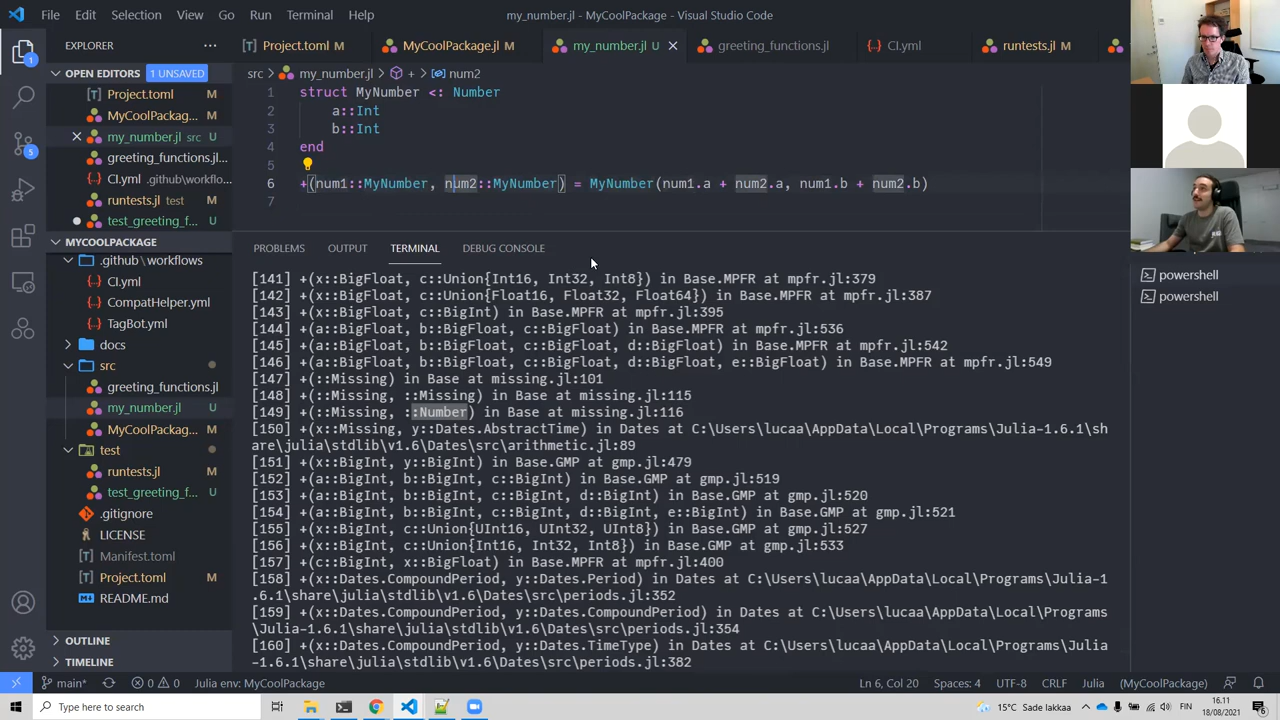 File Edit Selection View Go Run Terminal Help
my_number.jl - MyCoolPackage - Visual Studio Code
EXPLORER
Project.toml M
MyCoolPackage.jl M
my_number.jl U
greeting_functions.jl
CI.yml
runtests.jl M
OPEN EDITORS 1 UNSAVED
Project.toml M
MyCoolPackag... M
my_number.jl src U
greeting_functions.jl...
CI.yml .github\workflo...
runtests.jl test M
test_greeting_f... U
5
MYCOOLPACKAGE
.github\workflows
CI.yml
CompatHelper.yml
TagBot.yml
docs
src
greeting_functions.jl
my_number.jl U
MyCoolPackag... M
test
runtests.jl M
test_greeting_f... U
.gitignore
LICENSE
Manifest.toml
Project.toml M
README.md
OUTLINE
TIMELINE
src > my_number.jl > + > num2
1 struct MyNumber <: Number
2 a::Int
3 b::Int
4 end
5
6 +(num1::MyNumber, num2::MyNumber) = MyNumber(num1.a + num2.a, num1.b + num2.b)
7
PROBLEMS OUTPUT TERMINAL DEBUG CONSOLE
[141] +(x::BigFloat, c::Union{Int16, Int32, Int8}) in Base.MPFR at mpfr.jl:379
[142] +(x::BigFloat, c::Union{Float16, Float32, Float64}) in Base.MPFR at mpfr.jl:387
[143] +(x::BigFloat, c::BigInt) in Base.MPFR at mpfr.jl:395
[144] +(a::BigFloat, b::BigFloat, c::BigFloat) in Base.MPFR at mpfr.jl:536
[145] +(a::BigFloat, b::BigFloat, c::BigFloat, d::BigFloat) in Base.MPFR at mpfr.jl:542
[146] +(a::BigFloat, b::BigFloat, c::BigFloat, d::BigFloat, e::BigFloat) in Base.MPFR at mpfr.jl:549
[147] +(::Missing) in Base at missing.jl:101
[148] +(::Missing, ::Missing) in Base at missing.jl:115
[149] +(::Missing, ::Number) in Base at missing.jl:116
[150] +(x::Missing, y::Dates.AbstractTime) in Dates at C:\Users\lucaa\AppData\Local\Programs\Julia-1.6.1\sh
are\julia\stdlib\v1.6\Dates\src\arithmetic.jl:89
[151] +(x::BigInt, y::BigInt) in Base.GMP at gmp.jl:479
[152] +(a::BigInt, b::BigInt, c::BigInt) in Base.GMP at gmp.jl:519
[153] +(a::BigInt, b::BigInt, c::BigInt, d::BigInt) in Base.GMP at gmp.jl:520
[154] +(a::BigInt, b::BigInt, c::BigInt, d::BigInt, e::BigInt) in Base.GMP at gmp.jl:521
[155] +(x::BigInt, c::Union{UInt16, UInt32, UInt8}) in Base.GMP at gmp.jl:527
[156] +(x::BigInt, c::Union{Int16, Int32, Int8}) in Base.GMP at gmp.jl:533
[157] +(c::BigInt, x::BigFloat) in Base.MPFR at mpfr.jl:400
[158] +(x::Dates.CompoundPeriod, y::Dates.Period) in Dates at C:\Users\lucaa\AppData\Local\Programs\Julia-1
.6.1\share\julia\stdlib\v1.6\Dates\src\periods.jl:352
[159] +(x::Dates.CompoundPeriod, y::Dates.CompoundPeriod) in Dates at C:\Users\lucaa\AppData\Local\Programs
\Julia-1.6.1\share\julia\stdlib\v1.6\Dates\src\periods.jl:354
[160] +(x::Dates.CompoundPeriod, y::Dates.TimeType) in Dates at C:\Users\lucaa\AppData\Local\Programs\Julia
-1.6.1\share\julia\stdlib\v1.6\Dates\src\periods.jl:382
powershell
powershell
main* 0 0 Julia env: MyCoolPackage
Ln 6, Col 20 Spaces: 4 UTF-8 CRLF Julia (MyCoolPackage)
Type here to search
15°C Sade lakkaa
FIN
16.11
18/08/2021
6